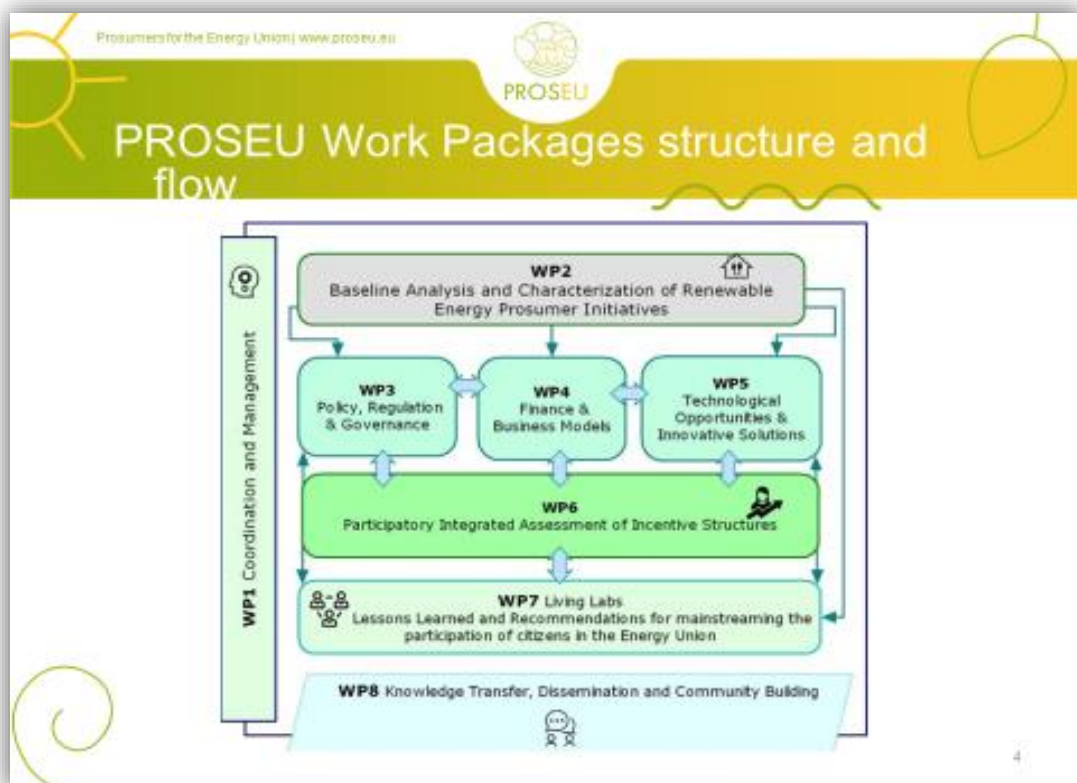 Prosumers for the Energy Union | www.proseu.eu
PROSEU
PROSEU Work Packages structure and
flow
WP1 Coordination and Management
WP2
Baseline Analysis and Characterization of Renewable
Energy Prosumer Initiatives
WP3
Policy, Regulation
& Governance
WP4
Finance &
Business Models
WP5
Technological
Opportunities &
Innovative Solutions
WP6
Participatory Integrated Assessment of Incentive Structures
WP7 Living Labs
Lessons Learned and Recommendations for mainstreaming the
participation of citizens in the Energy Union
WP8 Knowledge Transfer, Dissemination and Community Building
4